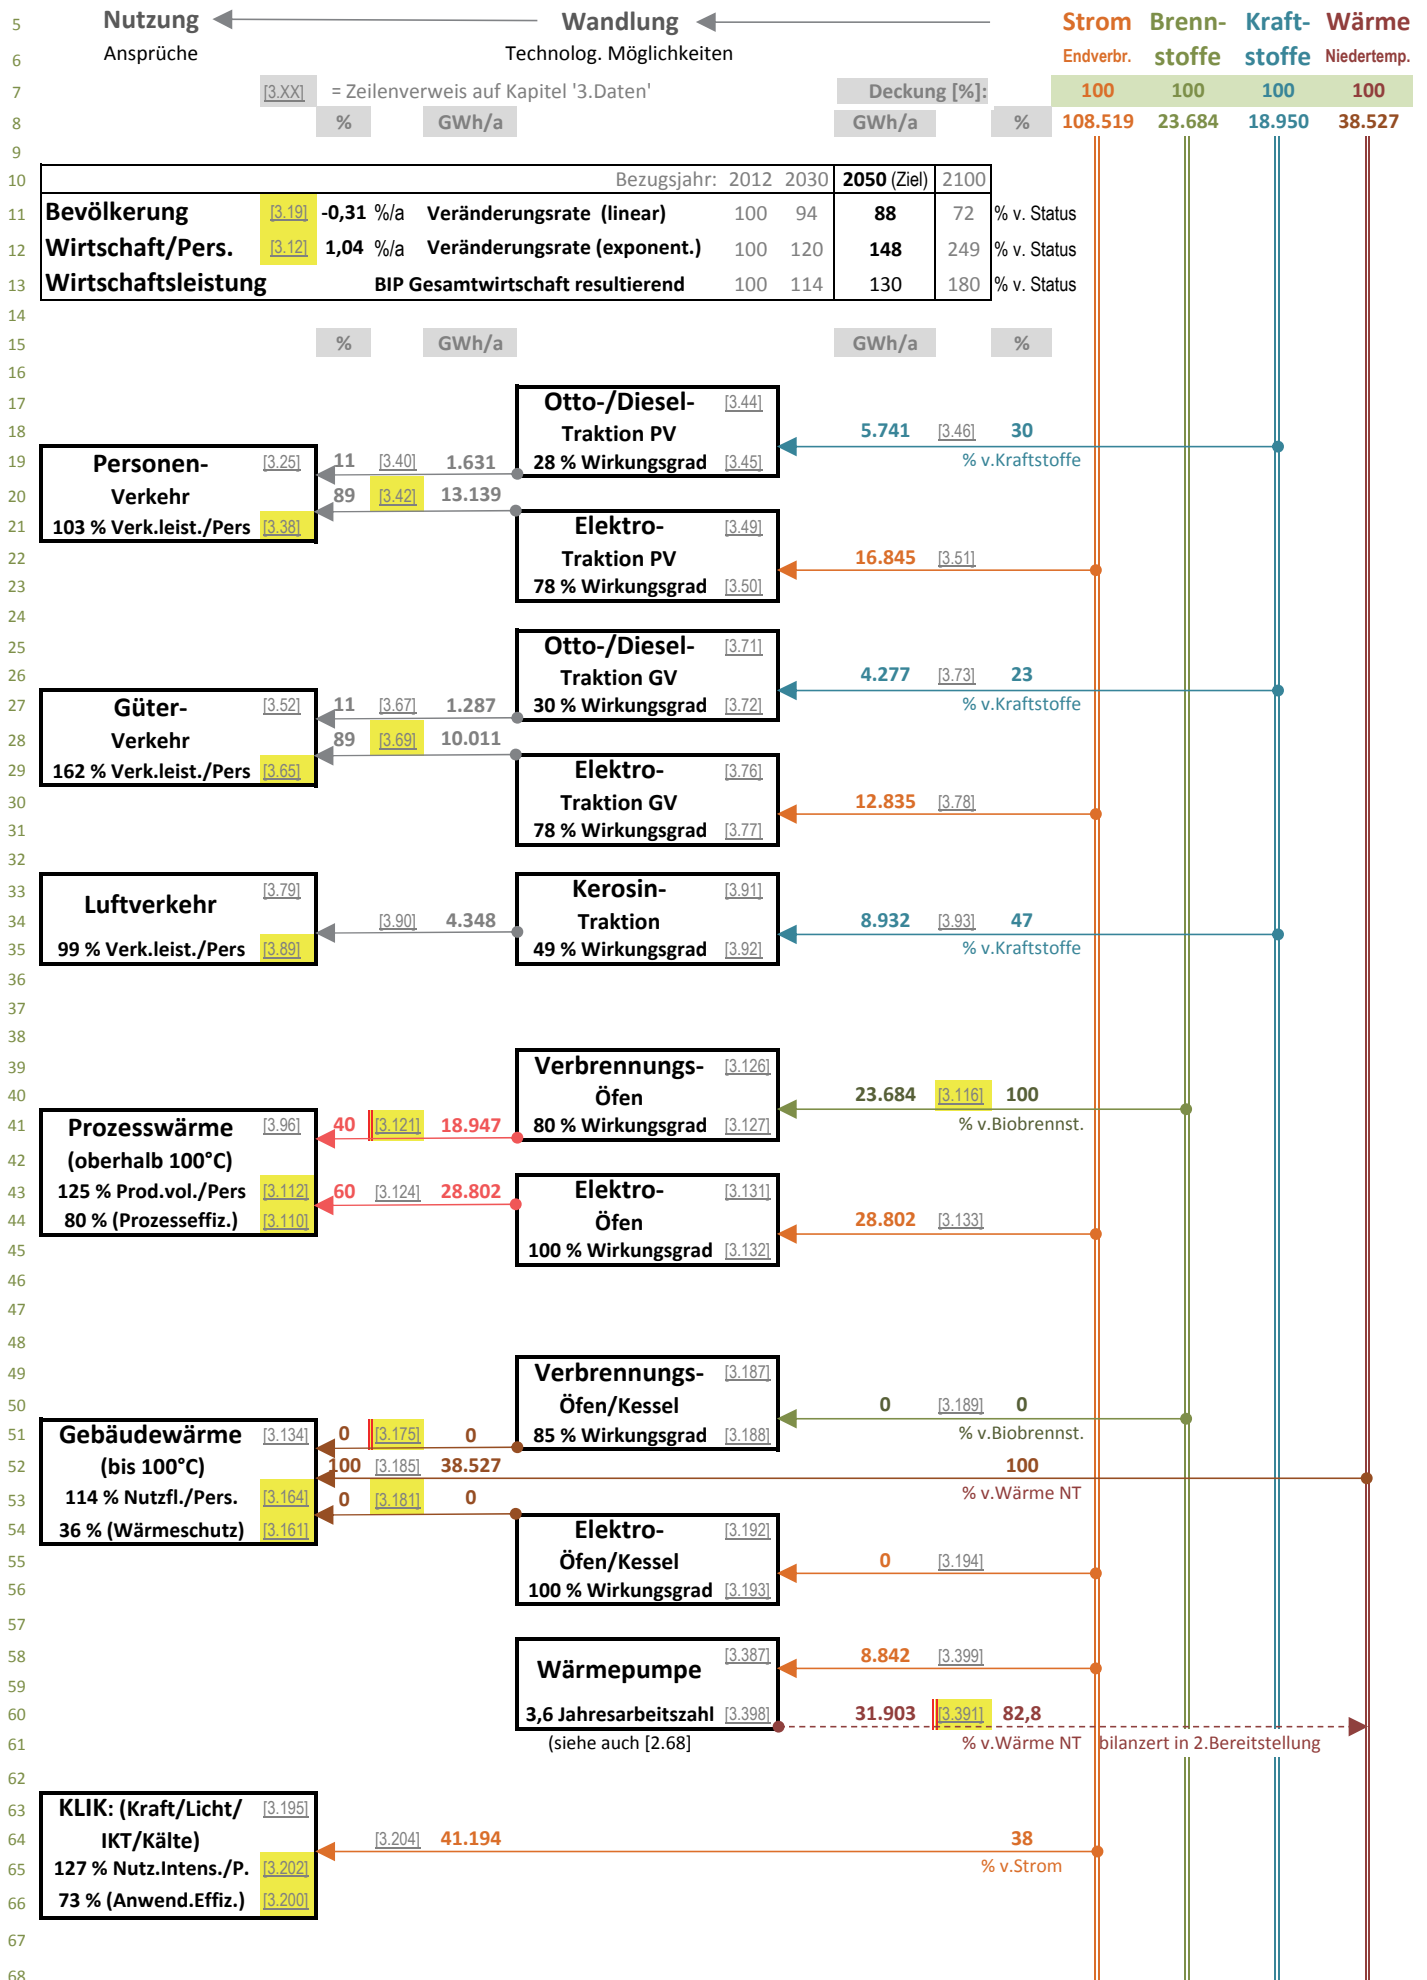 5 Nutzung Wandlung Strom Brenn- Kraft- Wärme
6 Ansprüche Technolog. Möglichkeiten Endverbr. stoffe stoffe Niedertemp.
7 [3.XX] = Zeilenverweis auf Kapitel '3.Daten' Deckung [%]: 100 100 100 100
8 % GWh/a GWh/a % 108.519 23.684 18.950 38.527
9
10 Bezugsjahr: 2012 2030 2050 (Ziel) 2100
11 Bevölkerung [3.19] -0,31 %/a Veränderungsrate (linear) 100 94 88 72 % v. Status
12 Wirtschaft/Pers. [3.12] 1,04 %/a Veränderungsrate (exponent.) 100 120 148 249 % v. Status
13 Wirtschaftsleistung BIP Gesamtwirtschaft resultierend 100 114 130 180 % v. Status
14
15 % GWh/a GWh/a %
16
17 Otto-/Diesel- [3.44]
18 Traktion PV 5.741 [3.46] 30
19 Personen- [3.25] 11 [3.40] 1.631 28 % Wirkungsgrad [3.45] % v.Kraftstoffe
20 Verkehr 89 [3.42] 13.139
21 103 % Verk.leist./Pers [3.38] Elektro- [3.49]
22 Traktion PV 16.845 [3.51]
23 78 % Wirkungsgrad [3.50]
24
25 Otto-/Diesel- [3.71]
26 Traktion GV 4.277 [3.73] 23
27 Güter- [3.52] 11 [3.67] 1.287 30 % Wirkungsgrad [3.72] % v.Kraftstoffe
28 Verkehr 89 [3.69] 10.011
29 162 % Verk.leist./Pers [3.65] Elektro- [3.76]
30 Traktion GV 12.835 [3.78]
31 78 % Wirkungsgrad [3.77]
32
33 Luftverkehr [3.79] Kerosin- [3.91]
34 [3.90] 4.348 Traktion 8.932 [3.93] 47
35 99 % Verk.leist./Pers [3.89] 49 % Wirkungsgrad [3.92] % v.Kraftstoffe
36
37
38
39 Verbrennungs- [3.126]
40 Öfen 23.684 [3.116] 100
41 Prozesswärme [3.96] 40 [3.121] 18.947 80 % Wirkungsgrad [3.127] % v.Biobrennst.
42 (oberhalb 100°C)
43 125 % Prod.vol./Pers [3.112] 60 [3.124] 28.802 Elektro- [3.131]
44 80 % (Prozesseffiz.) [3.110] Öfen 28.802 [3.133]
45 100 % Wirkungsgrad [3.132]
46
47
48
49 Verbrennungs- [3.187]
50 Öfen/Kessel 0 [3.189] 0
51 Gebäudewärme [3.134] 0 [3.175] 0 85 % Wirkungsgrad [3.188] % v.Biobrennst.
52 (bis 100°C) 100 [3.185] 38.527 100
53 114 % Nutzfl./Pers. [3.164] 0 [3.181] 0 % v.Wärme NT
54 36 % (Wärmeschutz) [3.161] Elektro- [3.192]
55 Öfen/Kessel 0 [3.194]
56 100 % Wirkungsgrad [3.193]
57
58 Wärmepumpe [3.387] 8.842 [3.399]
59
60 3,6 Jahresarbeitszahl [3.398] 31.903 [3.391] 82,8
61 (siehe auch [2.68] % v.Wärme NT bilanzert in 2.Bereitstellung
62
63 KLIK: (Kraft/Licht/ [3.195]
64 IKT/Kälte) [3.204] 41.194 38
65 127 % Nutz.Intens./P. [3.202] % v.Strom
66 73 % (Anwend.Effiz.) [3.200]
67
68